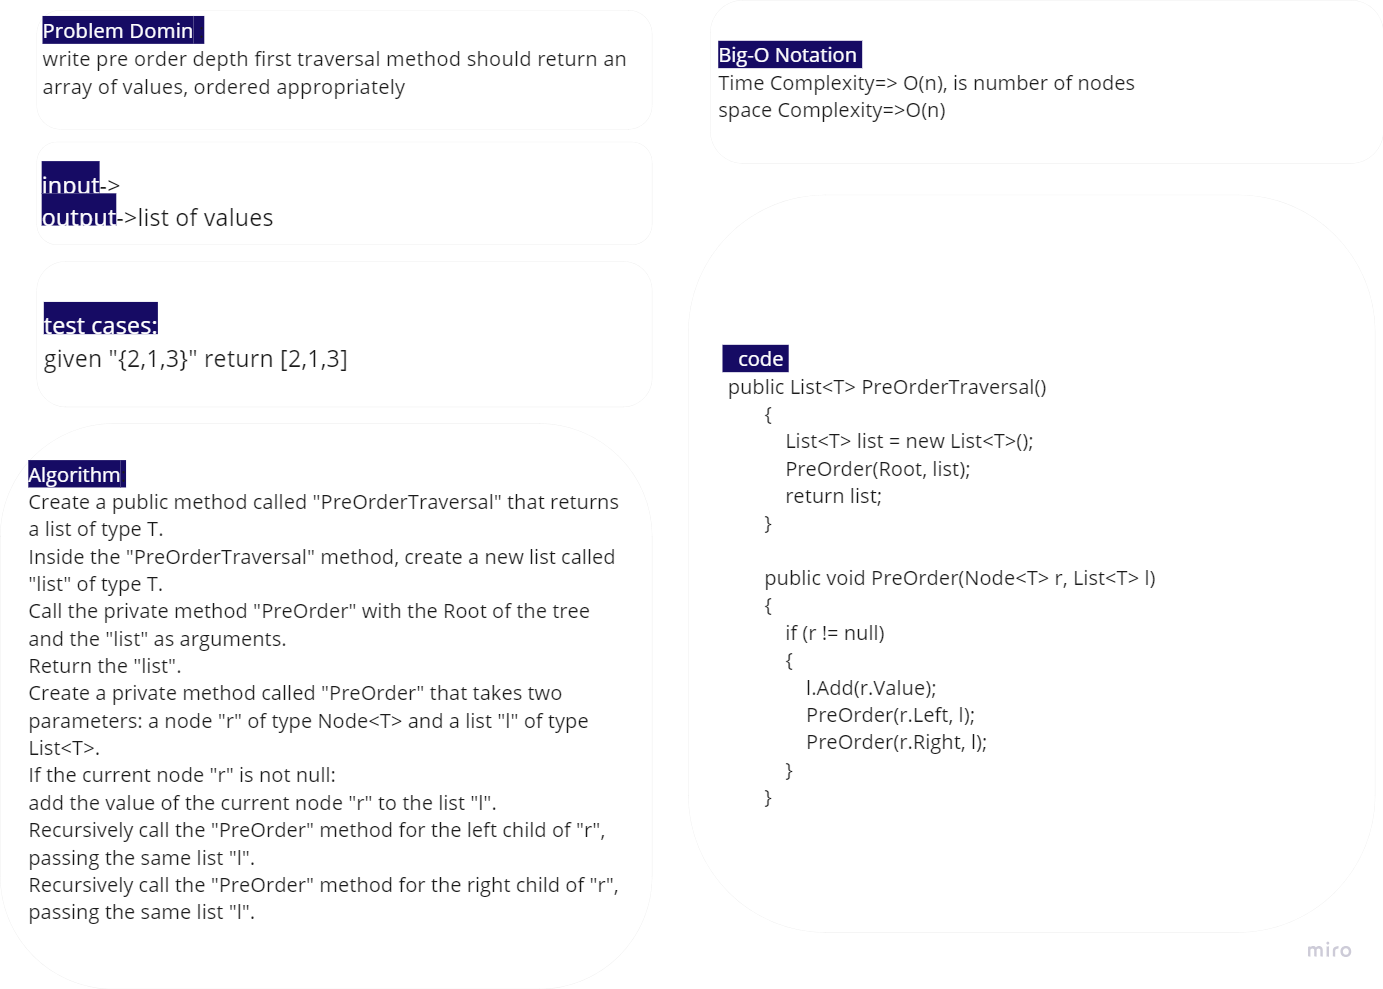 Problem Domin
write pre order depth first traversal method should return an
array of values, ordered appropriately
input->
output->list of values
test cases:
given "{2,1,3}" return [2,1,3]
Algorithm
Create a public method called "PreOrderTraversal" that returns
a list of type T.
Inside the "PreOrderTraversal" method, create a new list called
"list" of type T.
Call the private method "PreOrder" with the Root of the tree
and the "list" as arguments.
Return the "list".
Create a private method called "PreOrder" that takes two
parameters: a node "r" of type Node<T> and a list "l" of type
List<T>.
If the current node "r" is not null:
add the value of the current node "r" to the list "l".
Recursively call the "PreOrder" method for the left child of "r",
passing the same list "l".
Recursively call the "PreOrder" method for the right child of "r",
passing the same list "l".
Big-O Notation
Time Complexity=> O(n), is number of nodes
space Complexity=>O(n)
code
public List<T> PreOrderTraversal()
{
List<T> list = new List<T>();
PreOrder(Root, list);
return list;
}
public void PreOrder(Node<T> r, List<T> l)
{
if (r != null)
{
l.Add(r.Value);
PreOrder(r.Left, l);
PreOrder(r.Right, l);
}
}
miro